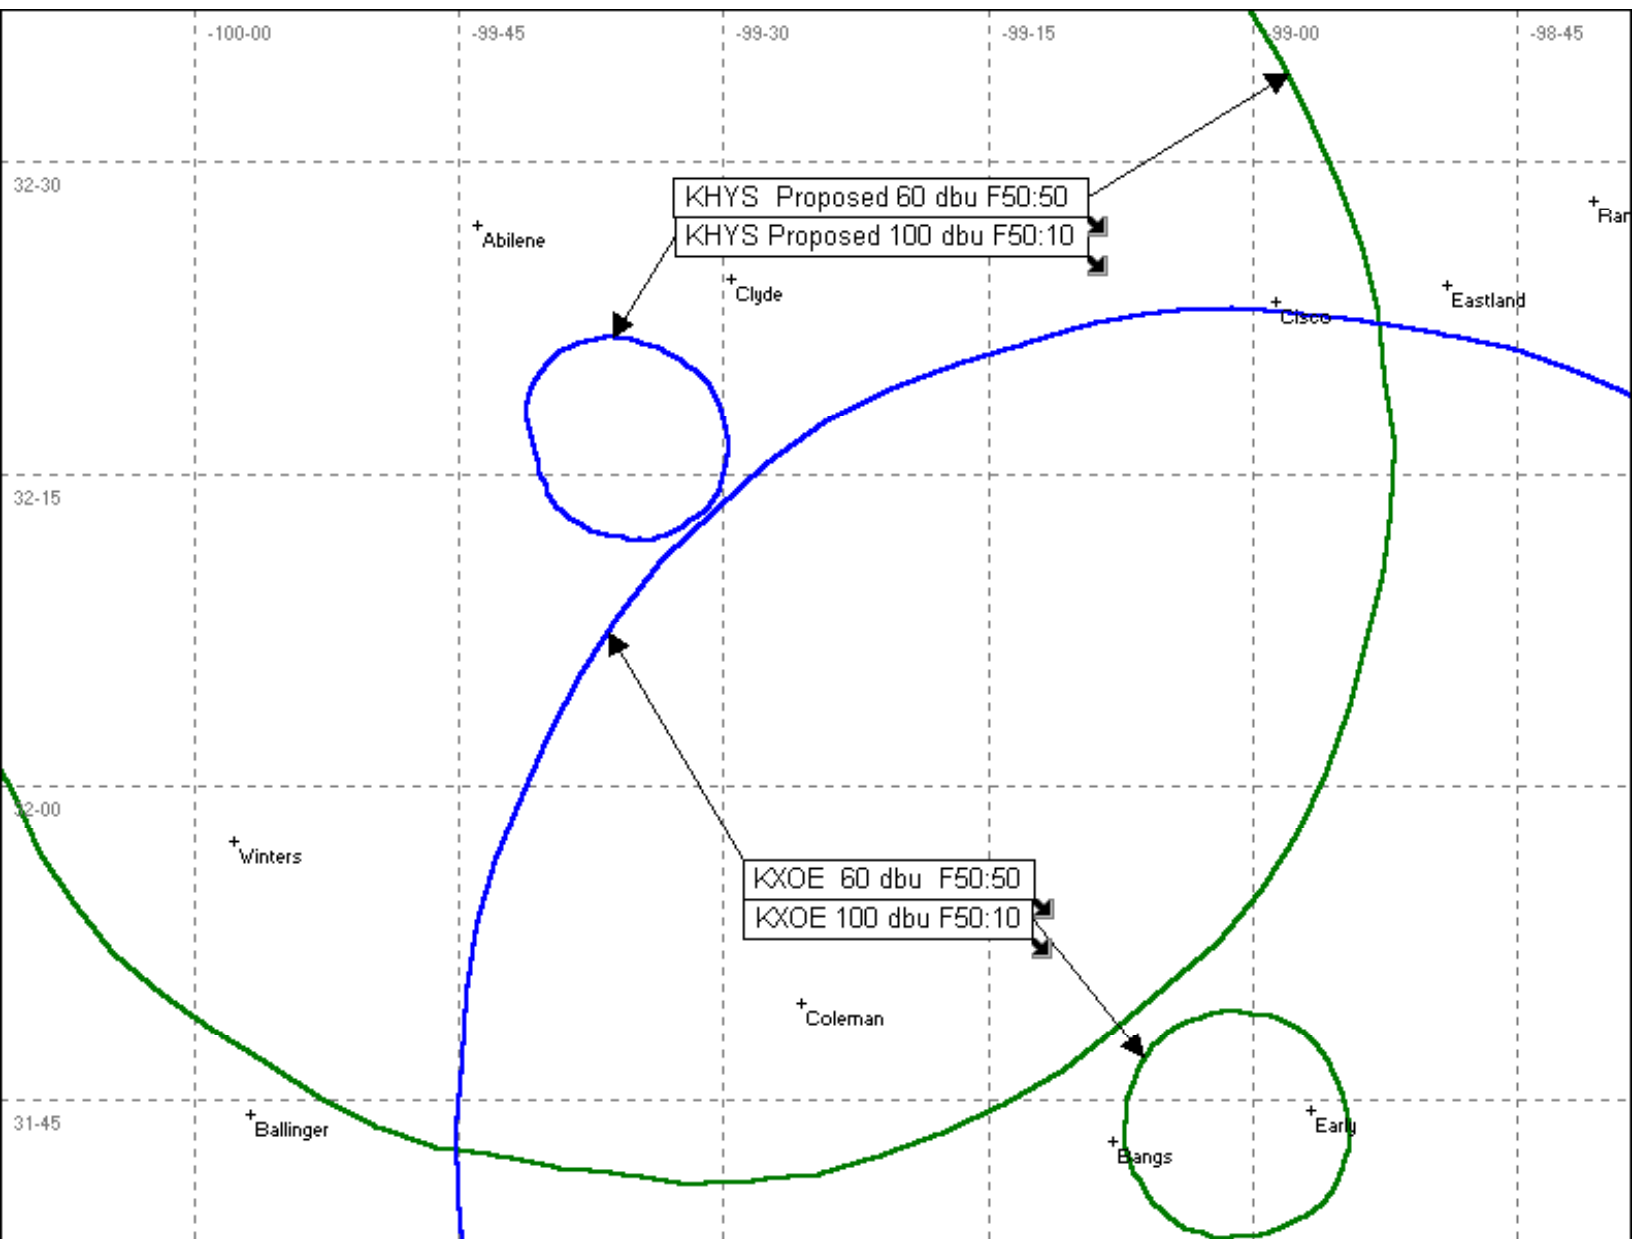 -100-00
-99-45
-99-30
-99-15
-99-00
-98-45
32-30
KHYS Proposed 60 dbu F50:50
KHYS Proposed 100 dbu F50:10
Abilene
Ran
Clyde
Eastland
Cisco
32-15
32-00
Winters
KXOE 60 dbu F50:50
KXOE 100 dbu F50:10
Coleman
31-45
Ballinger
Early
Bangs